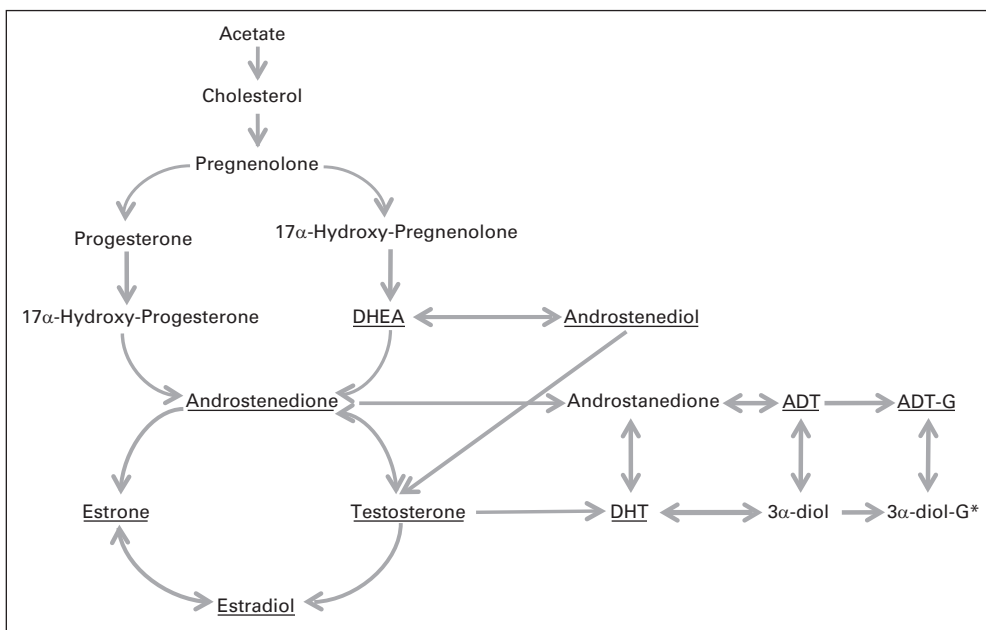 Acetate
Cholesterol
Pregnenolone
Progesterone
17α-Hydroxy-Pregnenolone
17α-Hydroxy-Progesterone
DHEA
Androstenediol
Androstenedione
Androstanedione
ADT
ADT-G
Estrone
Testosterone
DHT
3α-diol
3α-diol-G*
Estradiol